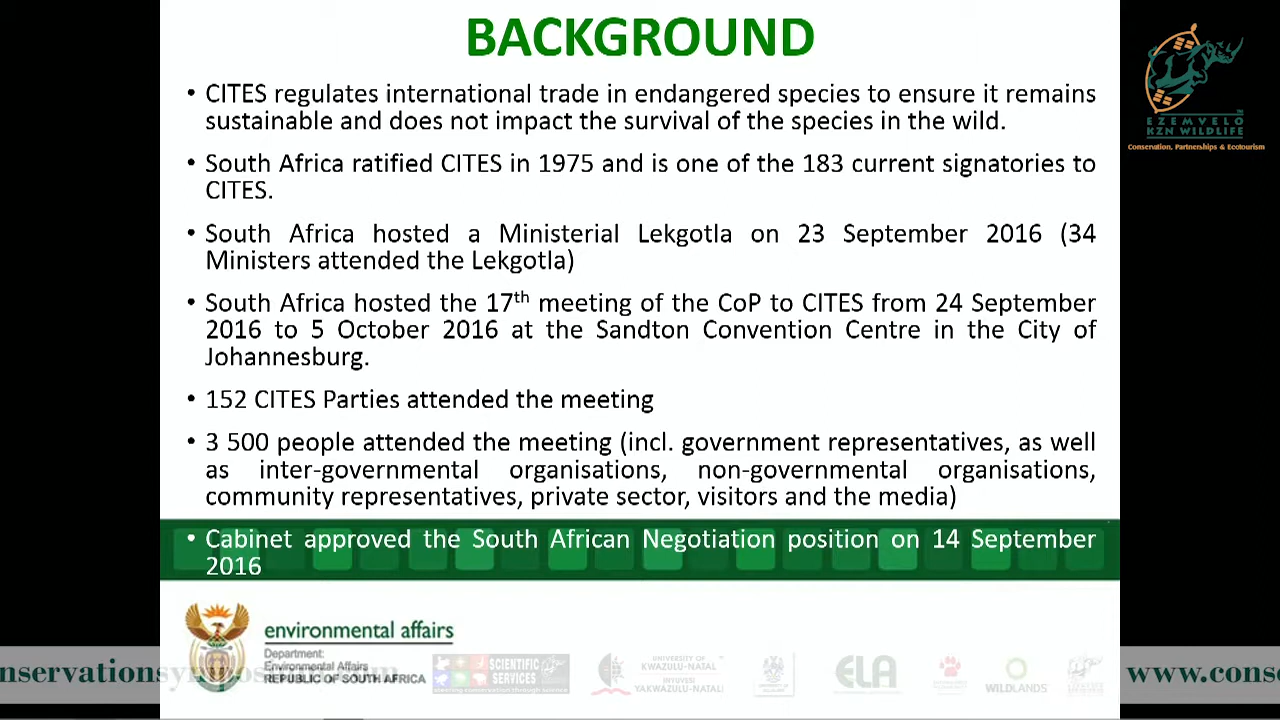 BACKGROUND
• CITES regulates international trade in endangered species to ensure it remains
sustainable and does not impact the survival of the species in the wild.
• South Africa ratified CITES in 1975 and is one of the 183 current signatories to
CITES.
• South Africa hosted a Ministerial Lekgotla on 23 September 2016 (34
Ministers attended the Lekgotla)
• South Africa hosted the 17th meeting of the CoP to CITES from 24 September
2016 to 5 October 2016 at the Sandton Convention Centre in the City of
Johannesburg.
• 152 CITES Parties attended the meeting
• 3 500 people attended the meeting (incl. government representatives, as well
as inter-governmental organisations, non-governmental organisations,
community representatives, private sector, visitors and the media)
• Cabinet approved the South African Negotiation position on 14 September
2016
EZEMVELO
KZN WILDLIFE
Conservation, Partnerships & Ecotourism
environmental affairs
Department:
Environmental Affairs
REPUBLIC OF SOUTH AFRICA
SCIENTIFIC
SERVICES
UNIVERSITY OF
KWAZULU-NATAL
INYUVESI
YAKWAZULU-NATALI
ELA
WILDLANDS
www.conse